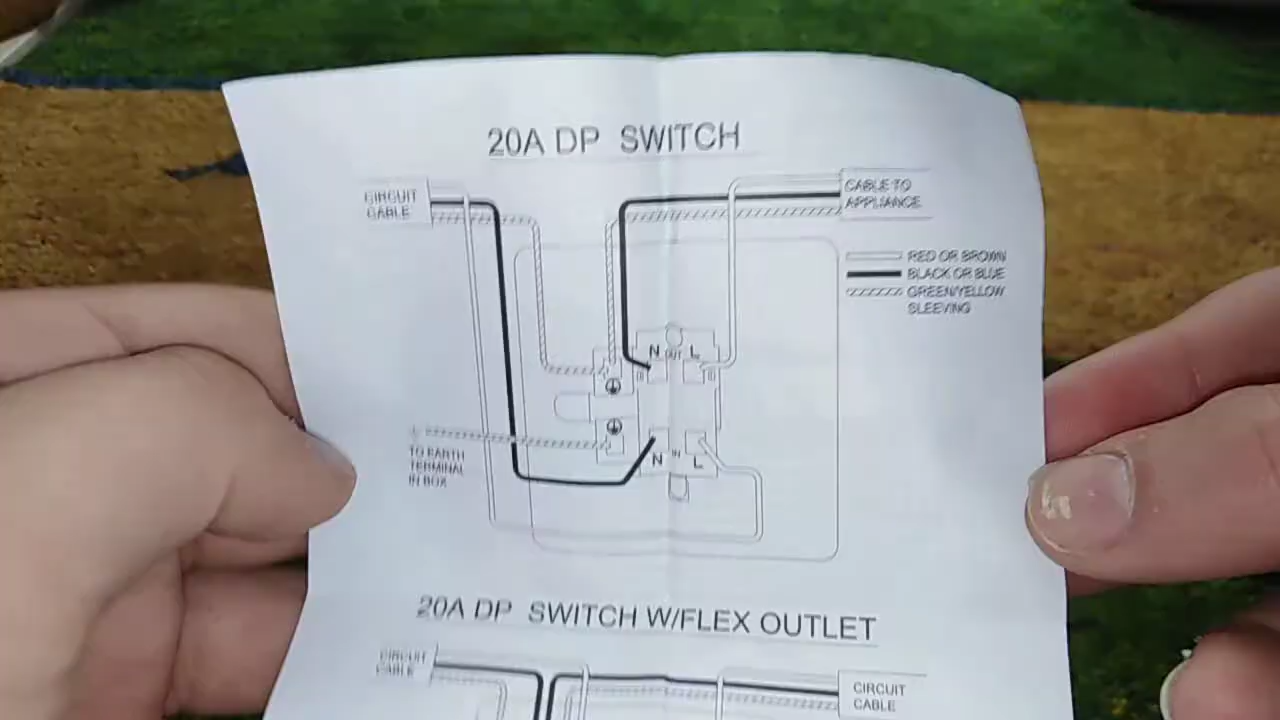 20A DP SWITCH
CIRCUIT
CABLE
CABLE TO
APPLIANCE
RED OR BROWN
BLACK OR BLUE
GREEN/YELLOW
SLEEVING
N OUT L
TO EARTH
TERMINAL
IN BOX
N IN L
20A DP SWITCH W/FLEX OUTLET
CIRCUIT
CABLE
CIRCUIT
CABLE